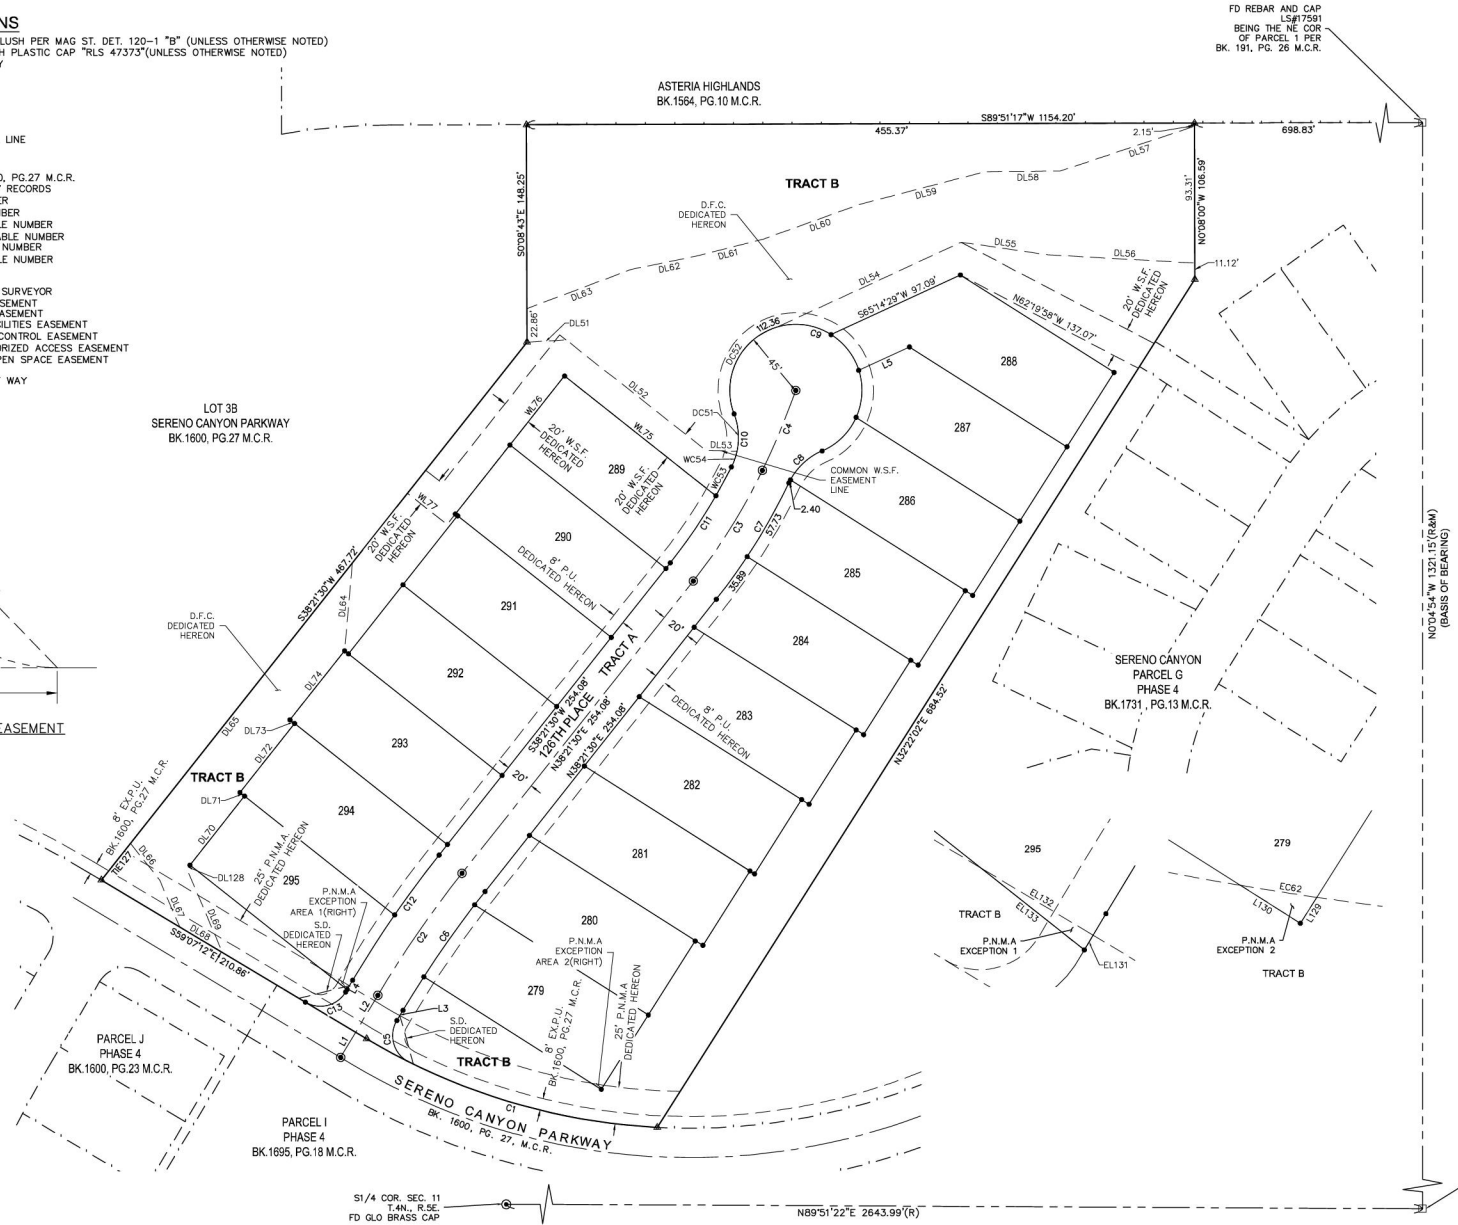 NS
LUSH PER MAG ST. DET. 120-1 "B" (UNLESS OTHERWISE NOTED)
H PLASTIC CAP "RLS 47373"(UNLESS OTHERWISE NOTED)
Y
LINE
0, PG.27 M.C.R.
RECORDS
ER
MBER
LE NUMBER
ABLE NUMBER
NUMBER
LE NUMBER
SURVEYOR
SEMENT
ASEMENT
CILITIES EASEMENT
CONTROL EASEMENT
ORIZED ACCESS EASEMENT
PEN SPACE EASEMENT
WAY
EASEMENT
FD REBAR AND CAP
LS#17591
BEING THE NE COR
OF PARCEL 1 PER
BK. 191, PG. 26 M.C.R.
ASTERIA HIGHLANDS
BK.1564, PG.10 M.C.R.
S89°51'17"W 1154.20'
455.37'
2.15'
698.83'
DL57
TRACT B
DL58
DL59
DL60
DL61
DL62
DL63
D.F.C.
DEDICATED
HEREON
S0°08'43"E 148.25'
22.86'
93.31'
N0°08'00"W 106.59'
11.12'
DL55
DL56
DL54
20' W.S.F.
DEDICATED
HEREON
DL51
DL52
112.36
C9
DC52
45'
S65°14'29"W 97.09'
N62°19'58"W 137.07'
L5
288
287
286
285
284
283
282
281
280
279
LOT 3B
SERENO CANYON PARKWAY
BK.1600, PG.27 M.C.R.
WL76
WL75
20' W.S.F.
DEDICATED
HEREON
289
20' W.S.F.
DEDICATED
HEREON
DC51
C10
C4
DL53
WC54
WC53
C8
COMMON W.S.F.
EASEMENT
LINE
2.40
C11
C3
C7
57.73
35.89
WL77
20' W.S.F.
DEDICATED
HEREON
290
8' P.U.
DEDICATED HEREON
291
292
293
294
295
S38°21'30"W 467.72'
D.F.C.
DEDICATED
HEREON
DL64
DL74
DL65
DL73
DL72
TRACT B
DL71
DL70
TRACT A
20'
S38°21'30"W 254.08'
126TH PLACE
N38°21'30"E 254.08'
N38°21'30"E 254.08'
20'
8' P.U.
DEDICATED HEREON
N32°22'02"E 684.52'
N0°04'54"W 1321.15'(R&M)
(BASIS OF BEARING)
SERENO CANYON
PARCEL G
PHASE 4
BK.1731 , PG.13 M.C.R.
8' EX.P.U.
BK.1600, PG.27 M.C.R.
TIE127
DL66
DL67
DL68
DL69
DL128
25' P.N.M.A.
DEDICATED HEREON
P.N.M.A
EXCEPTION
AREA 1(RIGHT)
S.D.
DEDICATED
HEREON
C12
C2
C6
S59°07'12"E 210.86'
C13
L4
L2
L1
L3
C5
S.D.
DEDICATED
HEREON
TRACT B
P.N.M.A
EXCEPTION
AREA 2(RIGHT)
8' EX.P.U.
BK.1600, PG.27 M.C.R.
25' P.N.M.A
DEDICATED HEREON
C1
SERENO CANYON PARKWAY
BK. 1600, PG. 27, M.C.R.
PARCEL J
PHASE 4
BK.1600, PG.23 M.C.R.
PARCEL I
PHASE 4
BK.1695, PG.18 M.C.R.
295
EL132
EL133
TRACT B
P.N.M.A
EXCEPTION 1
EL131
279
EC62
L130
L129
P.N.M.A
EXCEPTION 2
TRACT B
S1/4 COR. SEC. 11
T.4N., R.5E.
FD GLO BRASS CAP
N89°51'22"E 2643.99'(R)